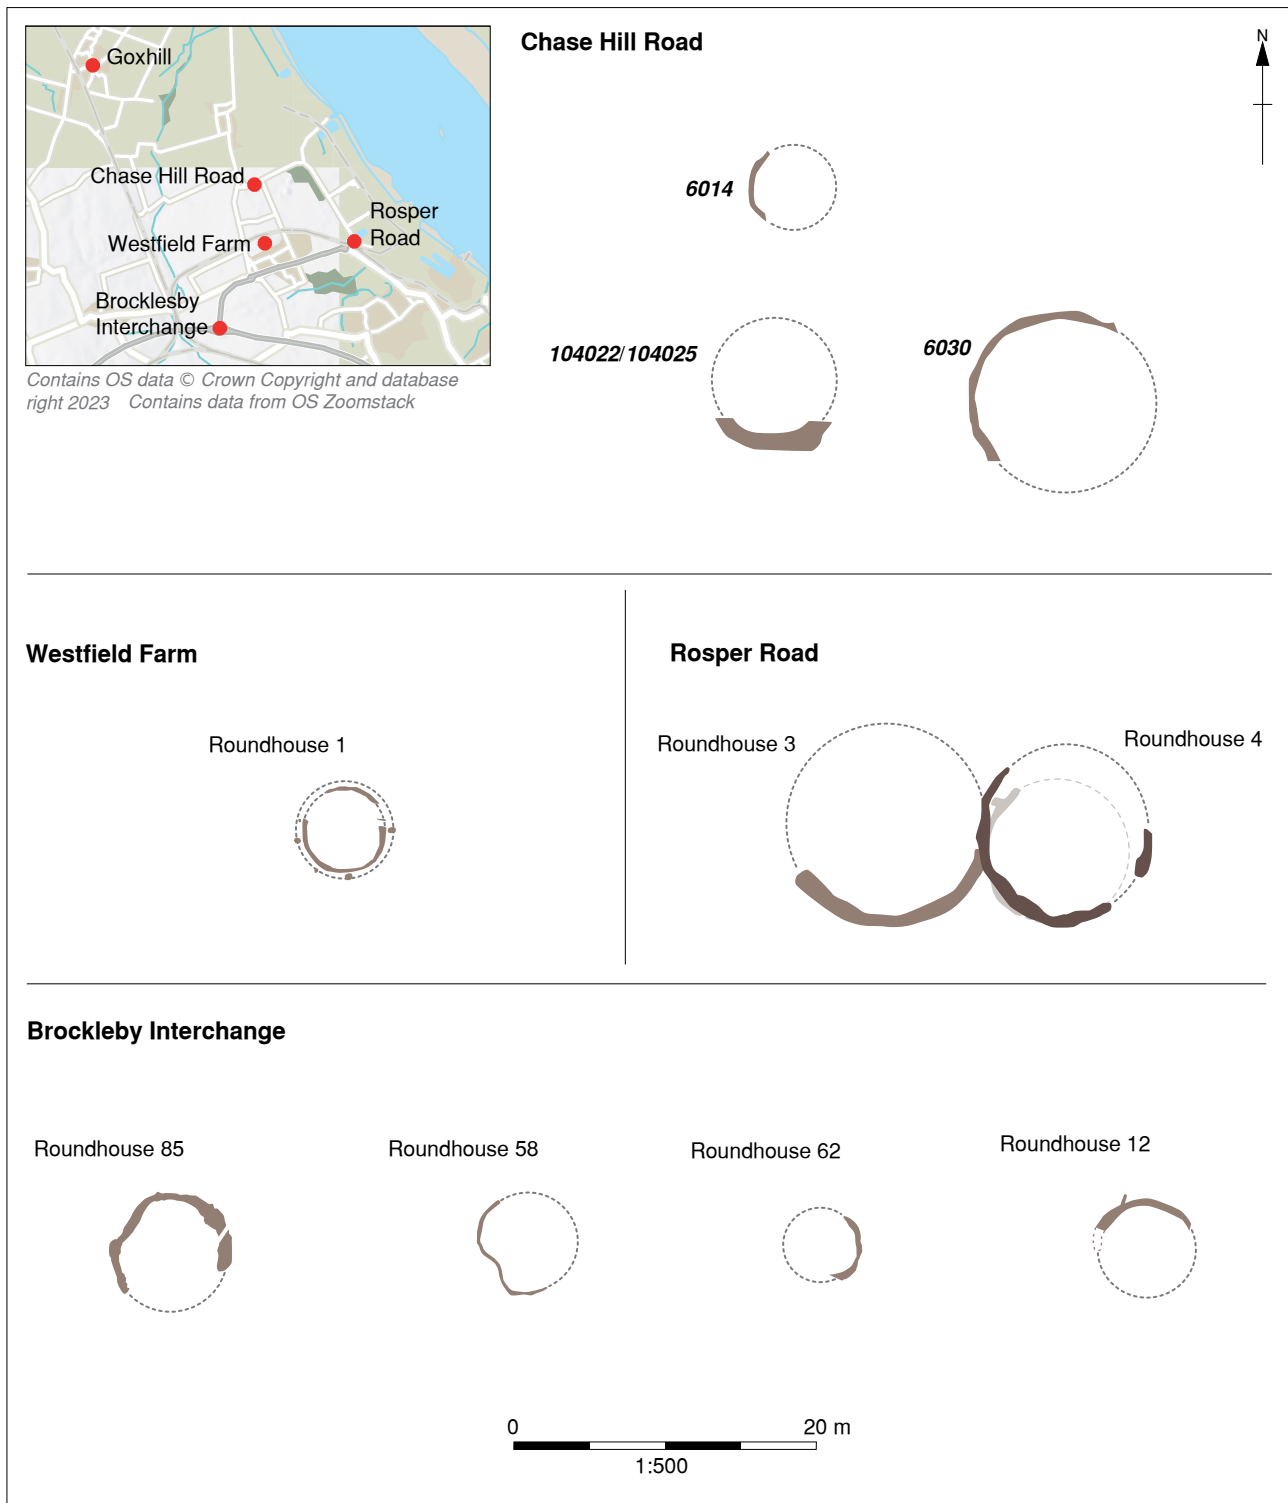 Goxhill
Chase Hill Road
Rosper
Road
Westfield Farm
Brocklesby
Interchange
Contains OS data © Crown Copyright and database
right 2023 Contains data from OS Zoomstack
Chase Hill Road
N
6014
104022/104025
6030
Westfield Farm
Roundhouse 1
Rosper Road
Roundhouse 3
Roundhouse 4
Brockleby Interchange
Roundhouse 85
Roundhouse 58
Roundhouse 62
Roundhouse 12
0 20 m
1:500